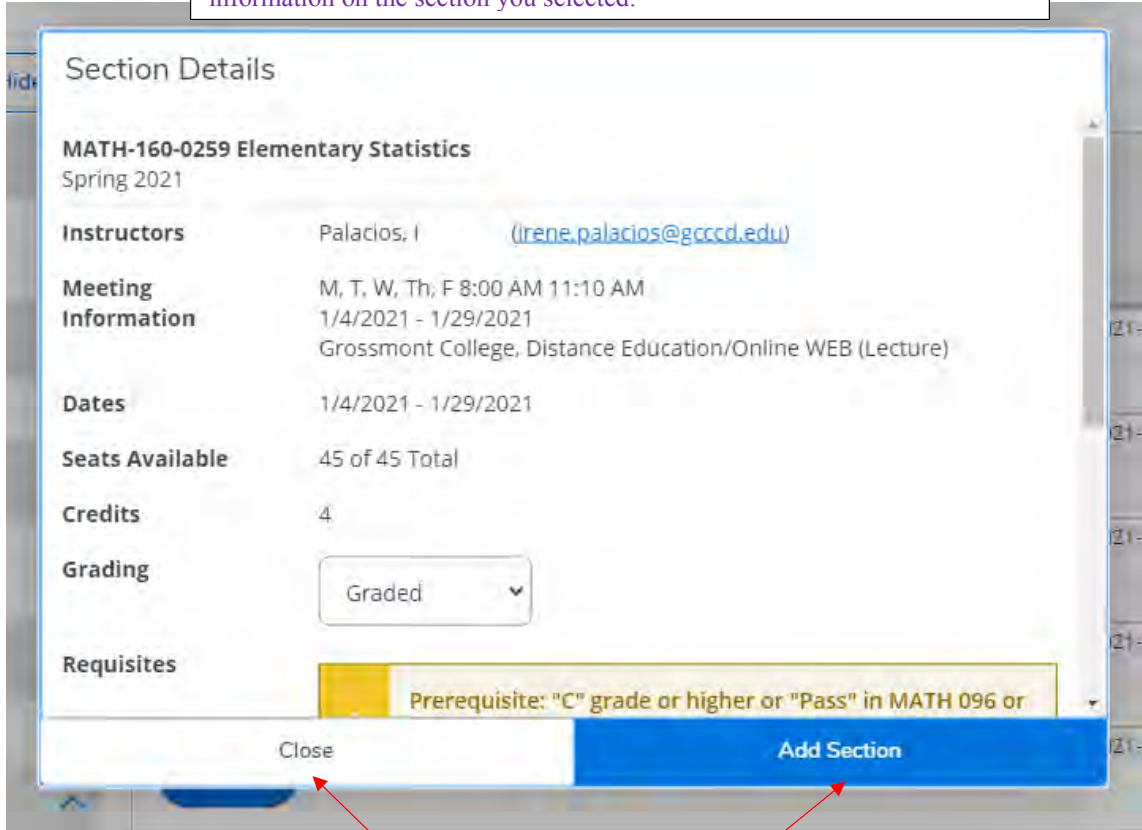 information on the section you selected.
Hide
Section Details
MATH-160-0259 Elementary Statistics
Spring 2021
Instructors Palacios, I (irene.palacios@gcccd.edu)
Meeting Information M, T, W, Th, F 8:00 AM 11:10 AM
1/4/2021 - 1/29/2021
Grossmont College, Distance Education/Online WEB (Lecture)
Dates 1/4/2021 - 1/29/2021
Seats Available 45 of 45 Total
Credits 4
Grading Graded
Requisites
Prerequisite: "C" grade or higher or "Pass" in MATH 096 or
Close Add Section